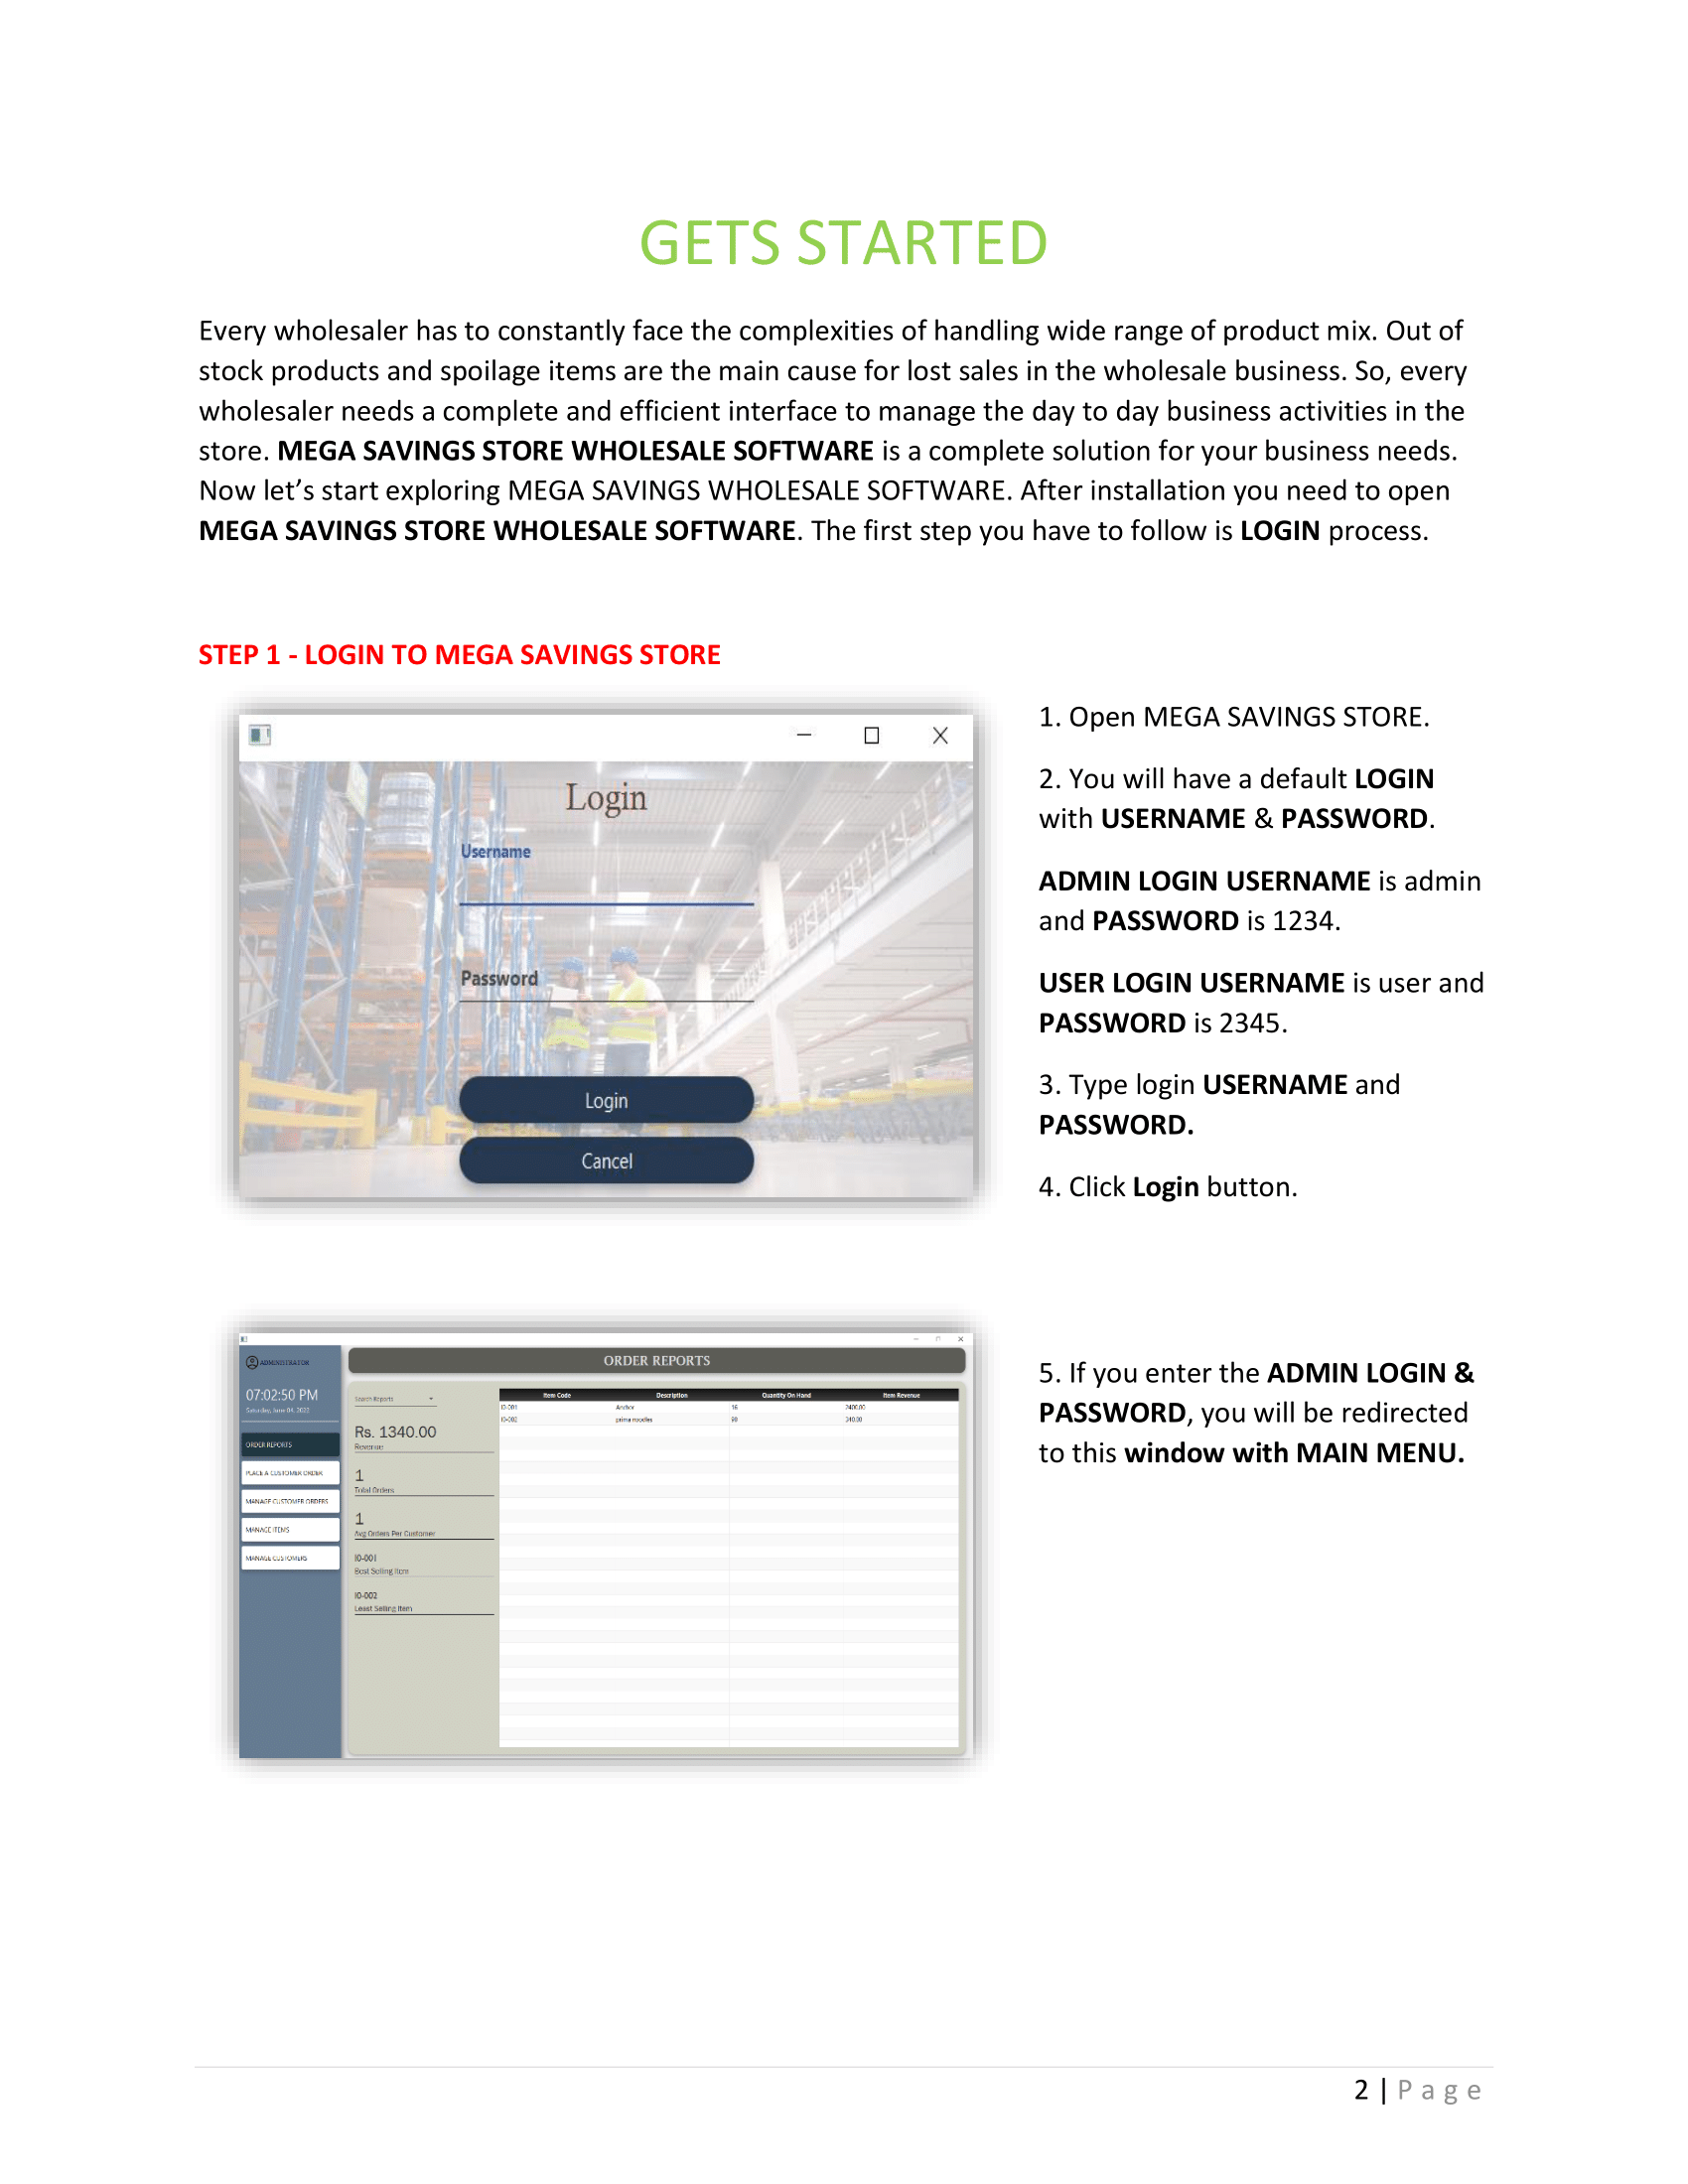 GETS STARTED
Every wholesaler has to constantly face the complexities of handling wide range of product mix. Out of
stock products and spoilage items are the main cause for lost sales in the wholesale business. So, every
wholesaler needs a complete and efficient interface to manage the day to day business activities in the
store. MEGA SAVINGS STORE WHOLESALE SOFTWARE is a complete solution for your business needs.
Now let’s start exploring MEGA SAVINGS WHOLESALE SOFTWARE. After installation you need to open
MEGA SAVINGS STORE WHOLESALE SOFTWARE. The first step you have to follow is LOGIN process.
STEP 1 - LOGIN TO MEGA SAVINGS STORE
Login
Username
Password
Login
Cancel
1. Open MEGA SAVINGS STORE.
2. You will have a default LOGIN
with USERNAME & PASSWORD.
ADMIN LOGIN USERNAME is admin
and PASSWORD is 1234.
USER LOGIN USERNAME is user and
PASSWORD is 2345.
3. Type login USERNAME and
PASSWORD.
4. Click Login button.
ADMINISTRATOR
07:02:50 PM
Saturday, June 04, 2022
ORDER REPORTS
PLACE A CUSTOMER ORDER
MANAGE CUSTOMER ORDERS
MANAGE ITEMS
MANAGE CUSTOMERS
ORDER REPORTS
Search Reports
Rs. 1340.00
Revenue
1
Total Orders
1
Avg Orders Per Customer
I0-001
Best Selling Item
I0-002
Least Selling Item
Item Code Description Quantity On Hand Item Revenue
I0-001 Anchor 16 2400.00
I0-002 prima noodles 98 340.00
5. If you enter the ADMIN LOGIN &
PASSWORD, you will be redirected
to this window with MAIN MENU.
2 | Page